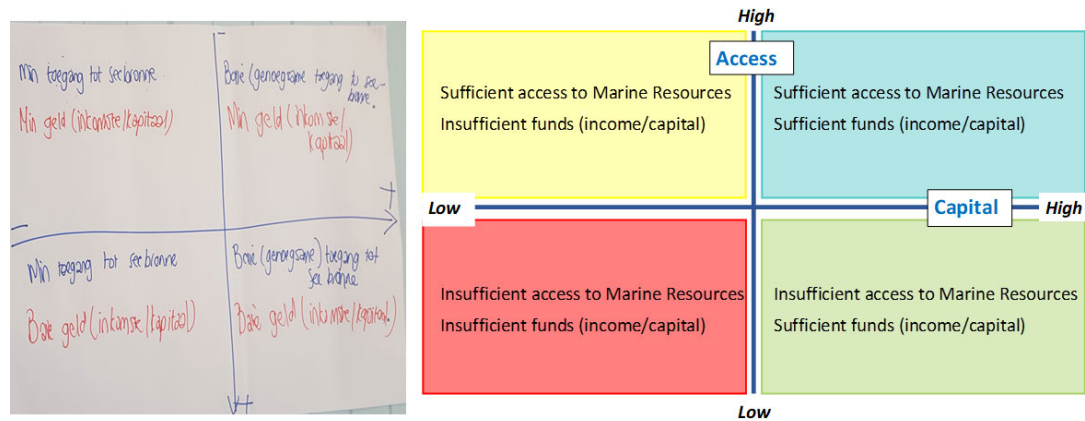 Min toegang tot seebronne
Min geld (inkomste/kapitaal)
Baie (genoegsame toegang to see-
bronne.
Min geld (inkomste/
kapitaal)
+
Min toegang tot seebronne
Baie geld (inkomste/kapitaal)
Baie (genoegsame) toegang tot
see bronne
Baie geld (inkomste/kapitaal.)
+
High
Access
Sufficient access to Marine Resources
Insufficient funds (income/capital)
Sufficient access to Marine Resources
Sufficient funds (income/capital)
Low
Capital
High
Insufficient access to Marine Resources
Insufficient funds (income/capital)
Insufficient access to Marine Resources
Sufficient funds (income/capital)
Low